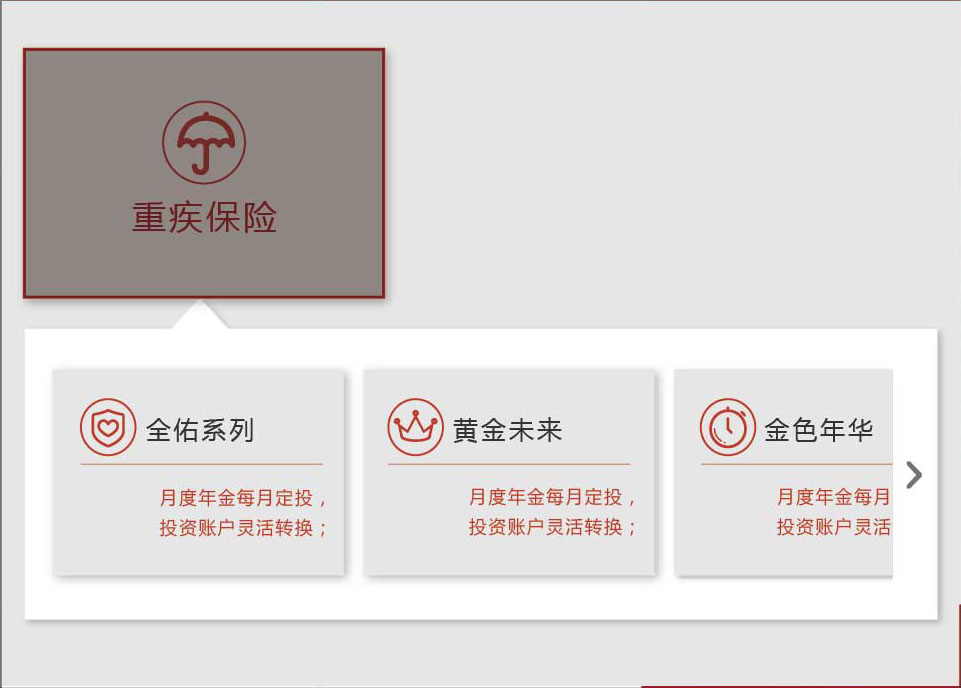 重疾保险
全佑系列
月度年金每月定投，
投资账户灵活转换；
黄金未来
月度年金每月定投，
投资账户灵活转换；
金色年华
月度年金每月
投资账户灵活